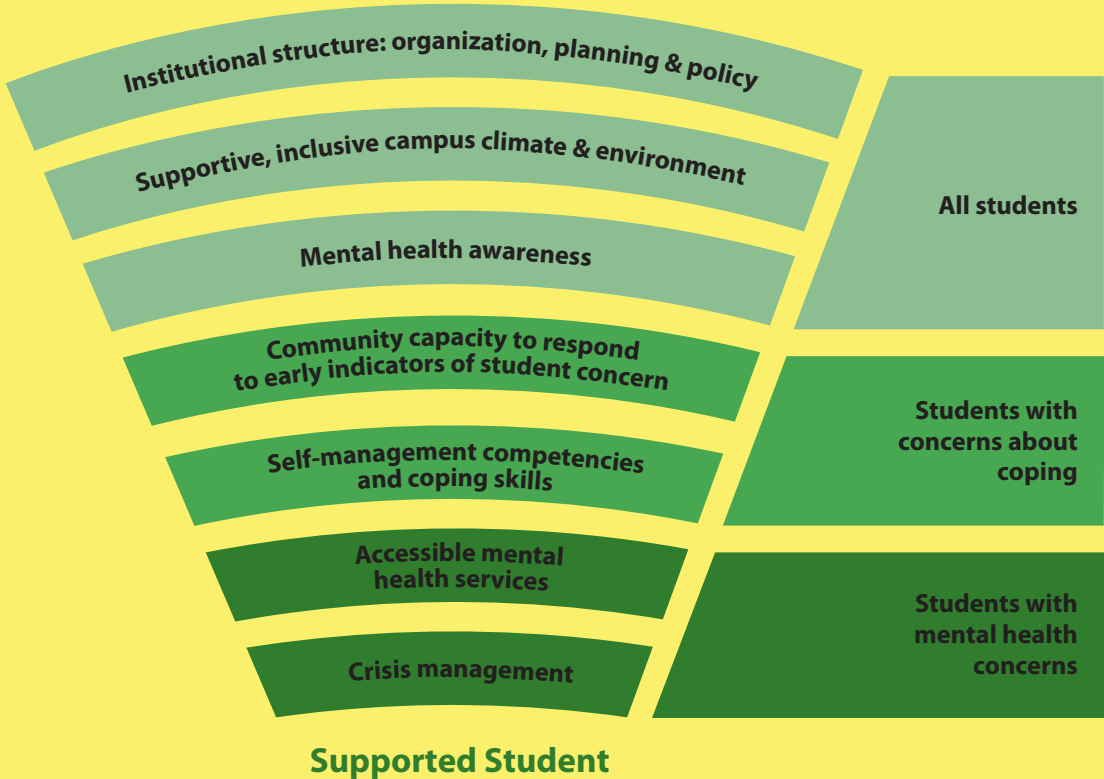 Institutional structure: organization, planning & policy
Supportive, inclusive campus climate & environment
Mental health awareness
All students
Community capacity to respond
to early indicators of student concern
Self-management competencies
and coping skills
Students with
concerns about
coping
Accessible mental
health services
Crisis management
Students with
mental health
concerns
Supported Student